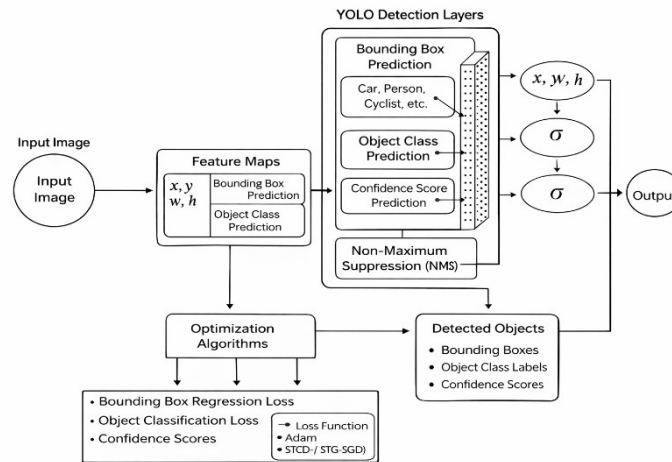 YOLO Detection Layers
Bounding Box
Prediction
Car, Person,
Cyclist, etc.
Object Class
Prediction
Confidence Score
Prediction
Non-Maximum
Suppression (NMS)
x, w, h
σ
σ
Output
Input Image
Input
Image
Feature Maps
x, y
w, h
Bounding Box
Prediction
Object Class
Prediction
Optimization
Algorithms
Detected Objects
• Bounding Boxes
• Object Class Labels
• Confidence Scores
• Bounding Box Regression Loss
• Object Classification Loss
• Confidence Scores
Loss Function
• Adam
• STCD-/ STG-SGD)